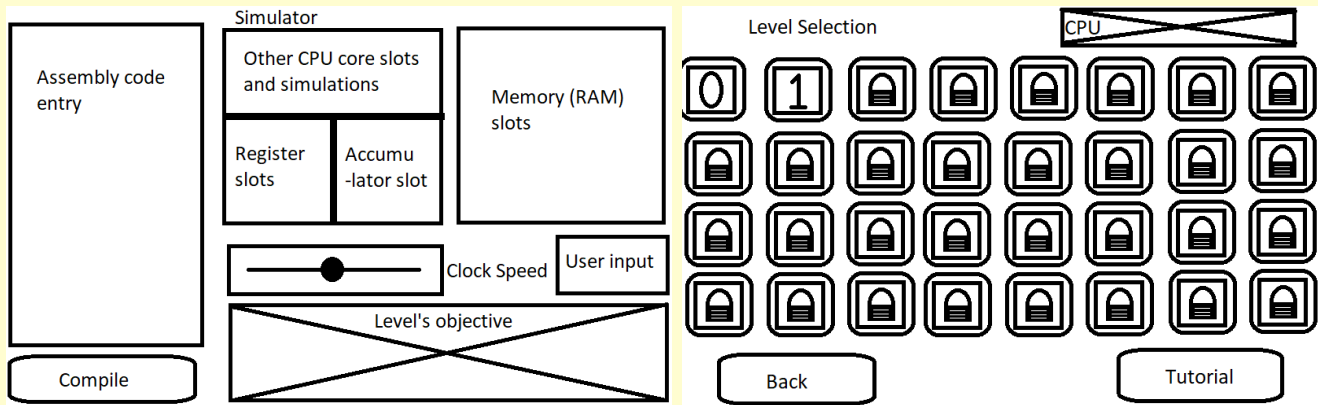 Simulator
Assembly code
entry
Other CPU core slots
and simulations
Memory (RAM)
slots
Register
slots
Accumu
-lator slot
Clock Speed
User input
Level's objective
Compile
Level Selection
CPU
0
1
Back
Tutorial